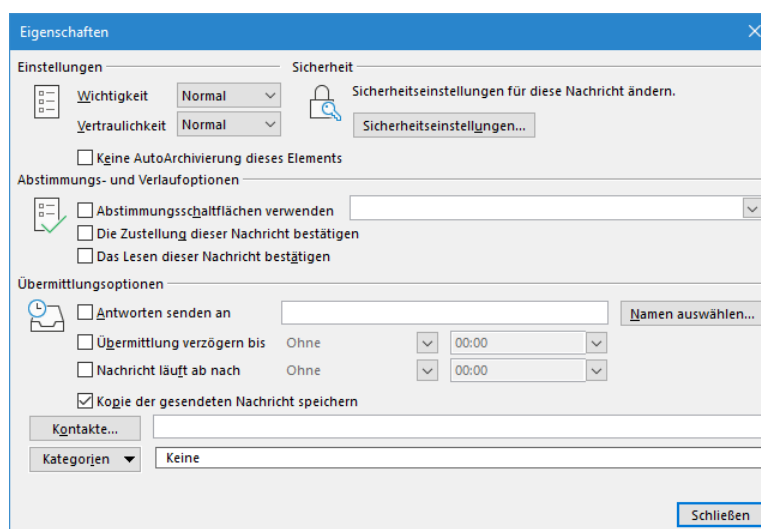 Eigenschaften
Einstellungen
Sicherheit
Wichtigkeit Normal
Sicherheitseinstellungen für diese Nachricht ändern.
Vertraulichkeit Normal
Sicherheitseinstellungen...
Keine AutoArchivierung dieses Elements
Abstimmungs- und Verlaufoptionen
Abstimmungsschaltflächen verwenden
Die Zustellung dieser Nachricht bestätigen
Das Lesen dieser Nachricht bestätigen
Übermittlungsoptionen
Antworten senden an
Namen auswählen...
Übermittlung verzögern bis Ohne 00:00
Nachricht läuft ab nach Ohne 00:00
Kopie der gesendeten Nachricht speichern
Kontakte...
Kategorien Keine
Schließen